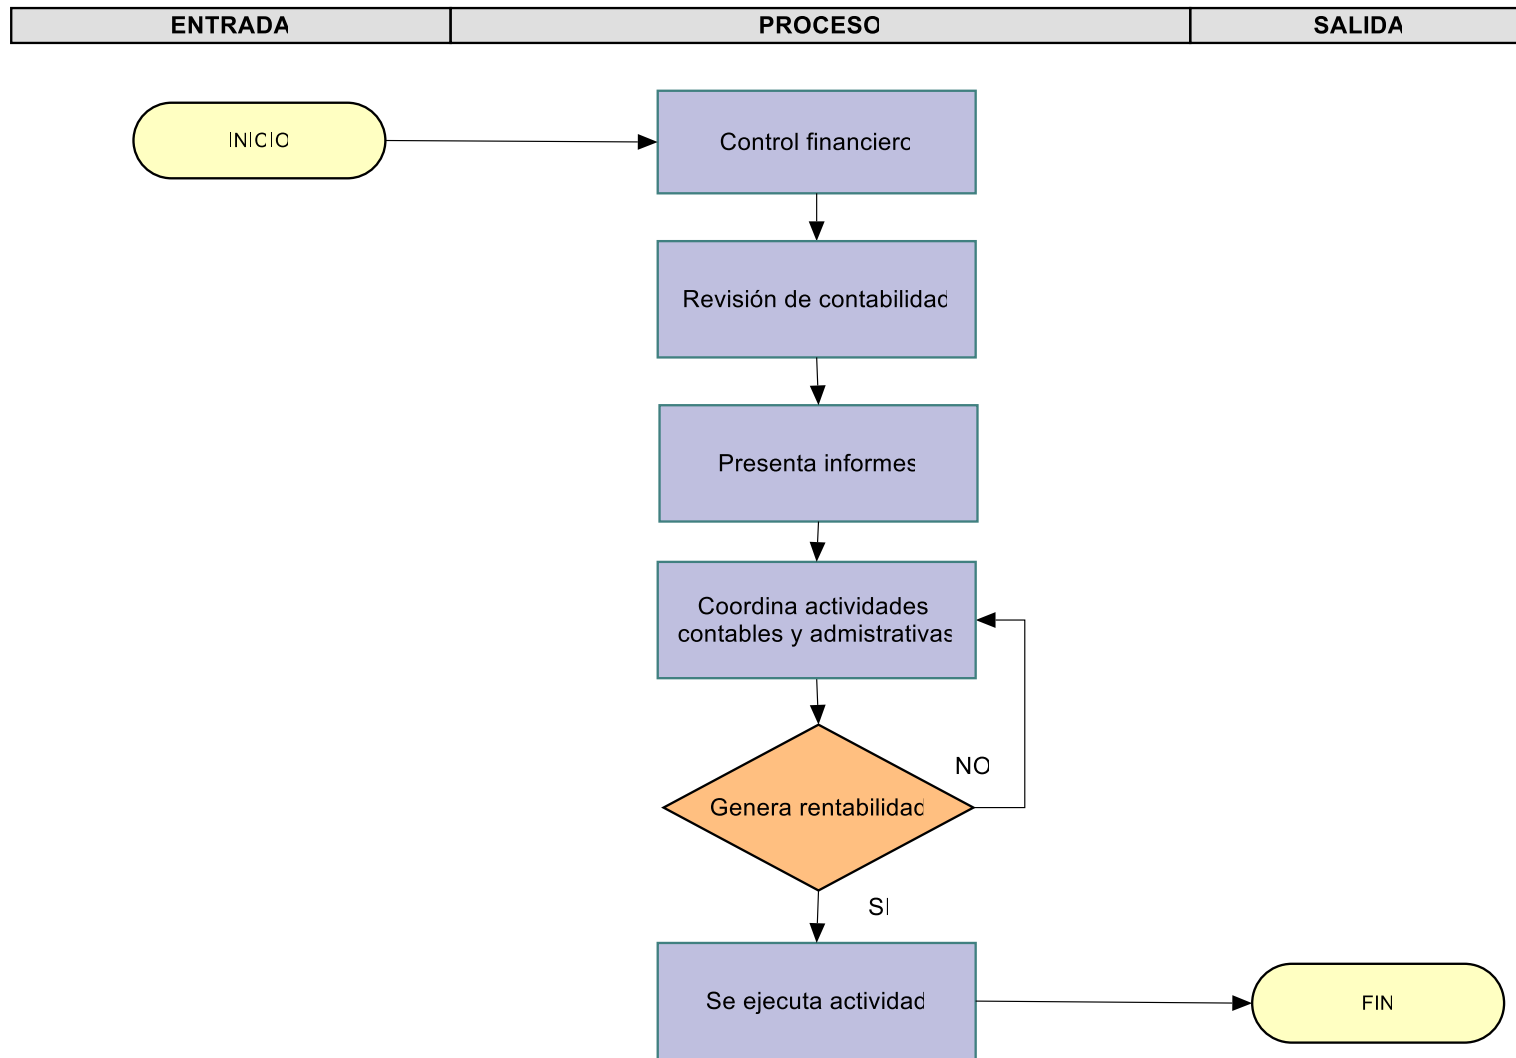 ENTRADA PROCESO SALIDA
INICIO
Control financiero
Revisión de contabilidad
Presenta informes
Coordina actividades
contables y admistrativas
NO
Genera rentabilidad
SI
Se ejecuta actividad
FIN